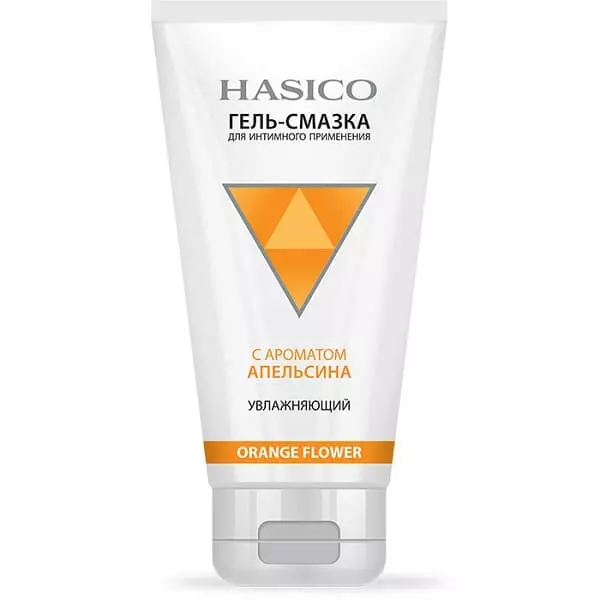 HASICO
ГЕЛЬ-СМАЗКА
ДЛЯ ИНТИМНОГО ПРИМЕНЕНИЯ
С АРОМАТОМ
АПЕЛЬСИНА
УВЛАЖНЯЮЩИЙ
ORANGE FLOWER